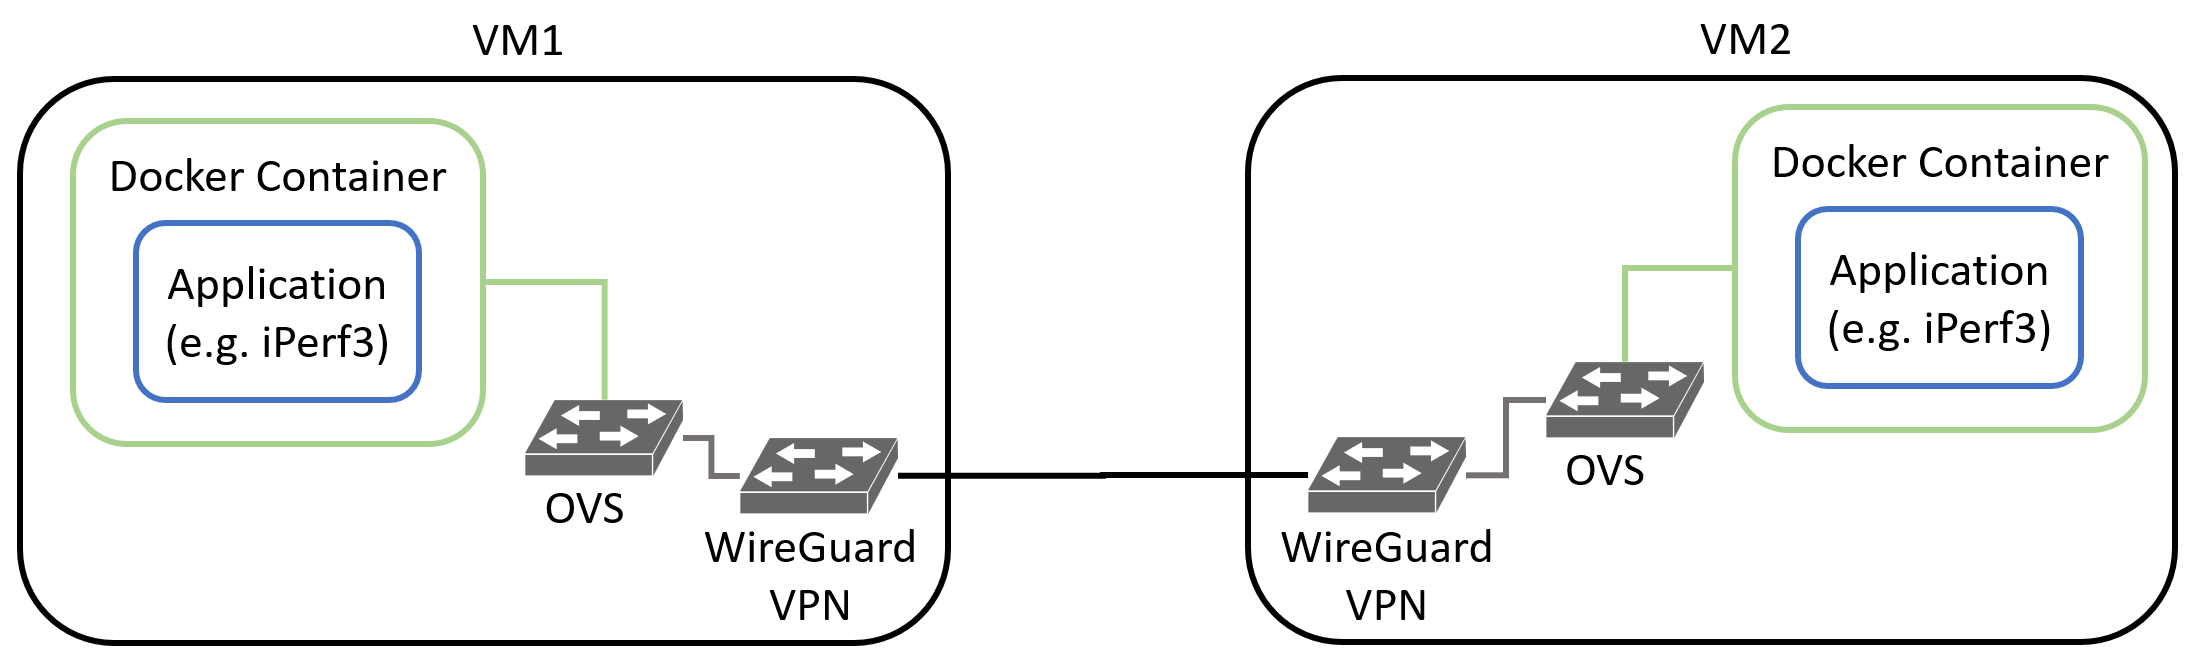 VM1
Docker Container
Application
(e.g. iPerf3)
OVS
WireGuard
VPN
VM2
Docker Container
Application
(e.g. iPerf3)
OVS
WireGuard
VPN